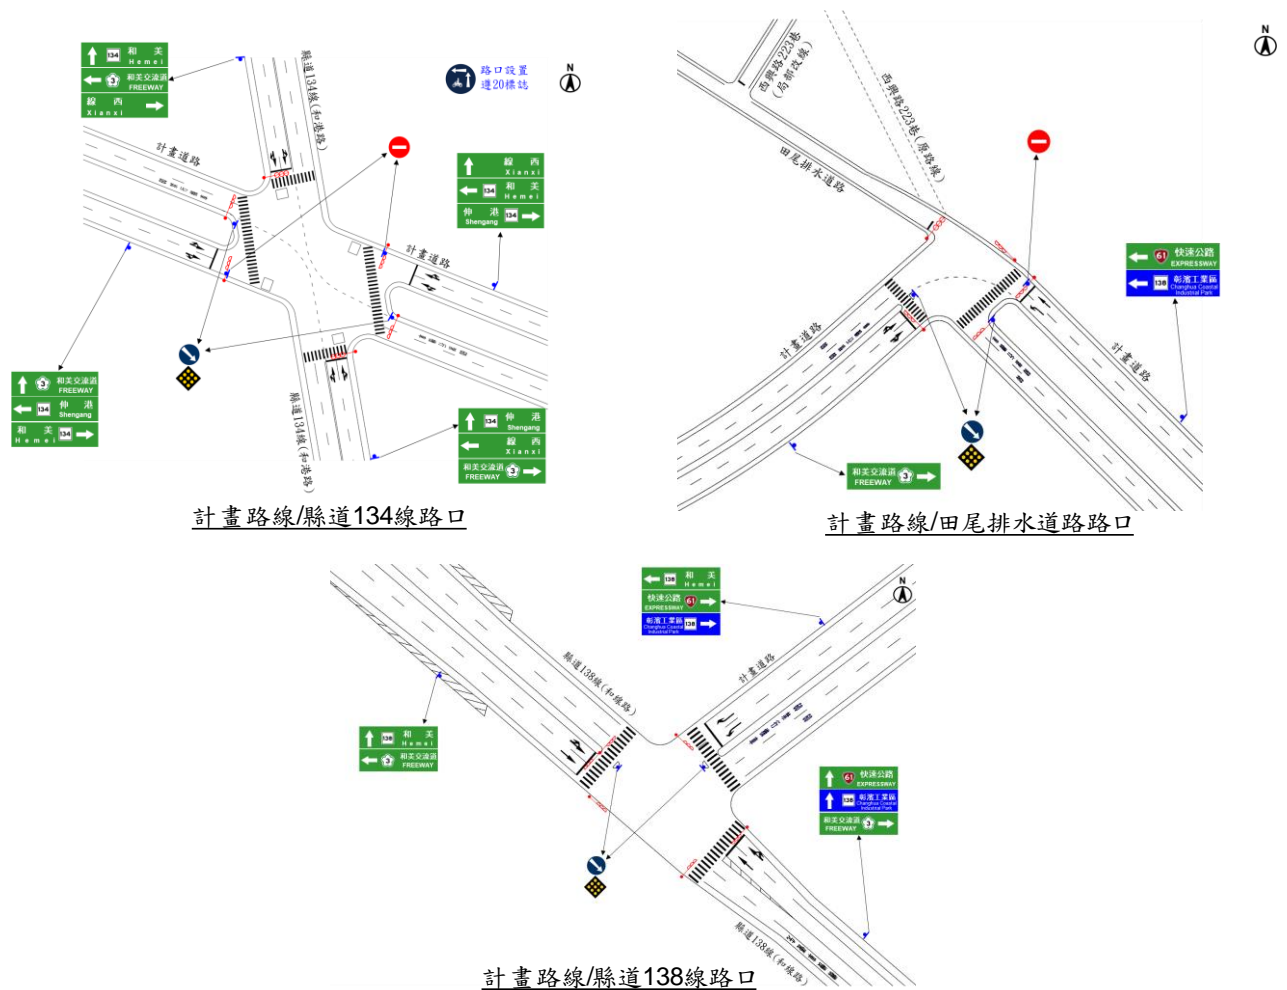 134 和美
Hemei
3 和美交流道
FREEWAY
線西
Xianxi
縣道134線(和港路)
路口設置
遵20標誌
N
計畫道路
線西
Xianxi
134 和美
Hemei
伸港 134
Shengang
計畫道路
3 和美交流道
FREEWAY
134 伸港
Shengang
和美 134
Hemei
縣道134線(和港路)
134 伸港
Shengang
線西
Xianxi
和美交流道 3
FREEWAY
計畫路線/縣道134線路口
西興路223巷
(局部改線)
西興路223巷(原路線)
N
田尾排水道路
61 快速公路
EXPRESSWAY
138 彰濱工業區
Changhua Coastal
Industrial Park
計畫道路
計畫道路
和美交流道 3
FREEWAY
計畫路線/田尾排水道路路口
138 和美
Hemei
快速公路 61
EXPRESSWAY
彰濱工業區 138
Changhua Coastal
Industrial Park
N
縣道138線(和線路)
計畫道路
138 和美
Hemei
3 和美交流道
FREEWAY
61 快速公路
EXPRESSWAY
138 彰濱工業區
Changhua Coastal
Industrial Park
和美交流道 3
FREEWAY
縣道138線(和線路)
計畫路線/縣道138線路口